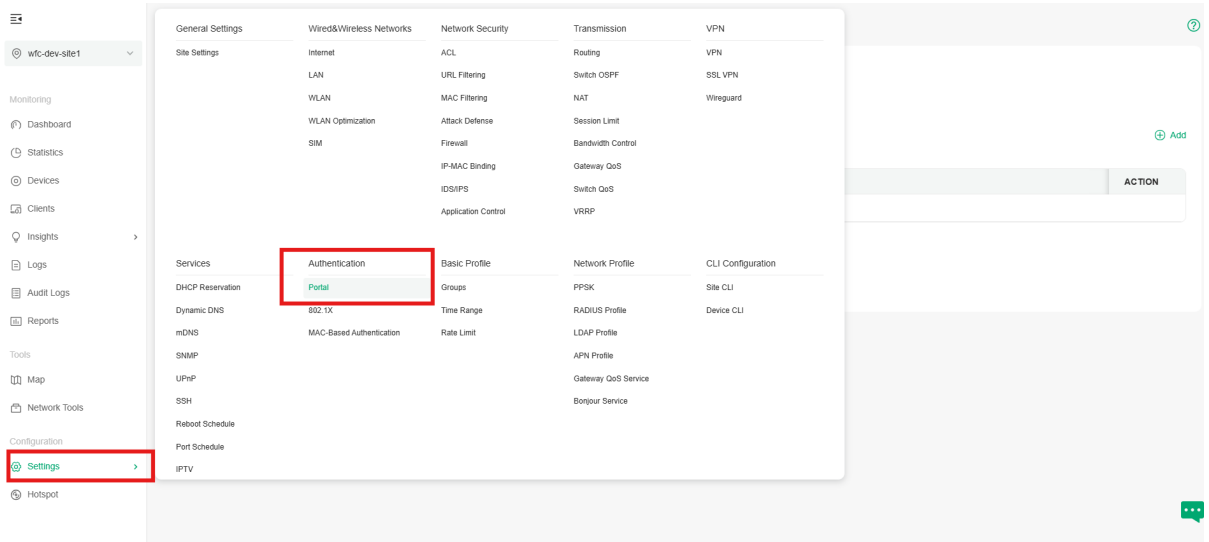 wfc-dev-site1
Monitoring
Dashboard
Statistics
Devices
Clients
Insights
Logs
Audit Logs
Reports
Tools
Map
Network Tools
Configuration
Settings
Hotspot
General Settings
Site Settings
Wired&Wireless Networks
Internet
LAN
WLAN
WLAN Optimization
SIM
Network Security
ACL
URL Filtering
MAC Filtering
Attack Defense
Firewall
IP-MAC Binding
IDS/IPS
Application Control
Transmission
Routing
Switch OSPF
NAT
Session Limit
Bandwidth Control
Gateway QoS
Switch QoS
VRRP
VPN
VPN
SSL VPN
Wireguard
Services
DHCP Reservation
Dynamic DNS
mDNS
SNMP
UPnP
SSH
Reboot Schedule
Port Schedule
IPTV
Authentication
Portal
802.1X
MAC-Based Authentication
Basic Profile
Groups
Time Range
Rate Limit
Network Profile
PPSK
RADIUS Profile
LDAP Profile
APN Profile
Gateway QoS Service
Bonjour Service
CLI Configuration
Site CLI
Device CLI
Add
ACTION